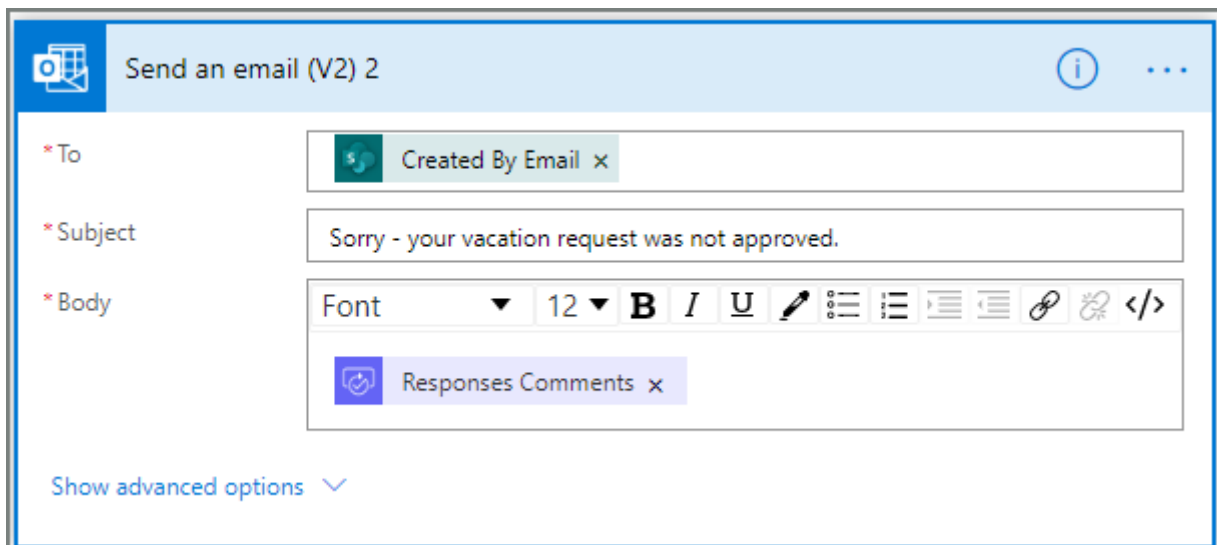 Send an email (V2) 2
* To
Created By Email ×
* Subject
Sorry - your vacation request was not approved.
* Body
Font 12 B I U </>
Responses Comments ×
Show advanced options